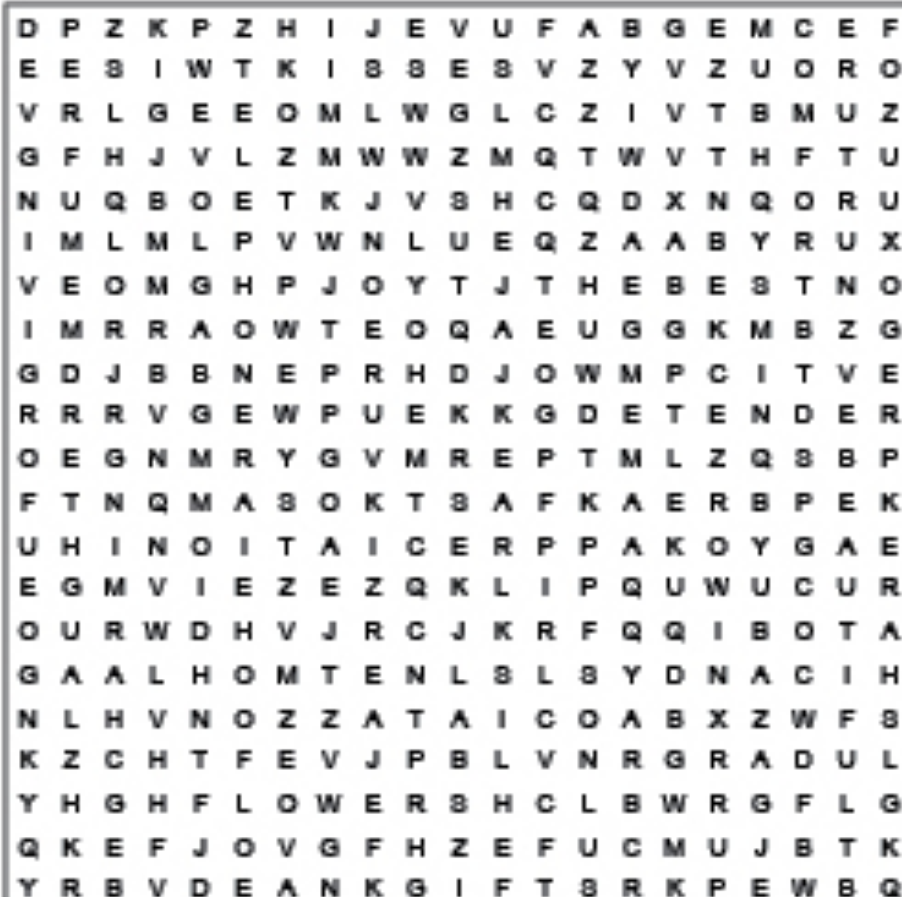 D P Z K P Z H I J E V U F A B G E M C E F
E E S I W T K I S S E S V Z Y V Z U O R O
V R L G E E O M L W G L C Z I V T B M U Z
G F H J V L Z M W W Z M Q T W V T H F T U
N U Q B O E T K J V S H C Q D X N Q O R U
I M L M L P V W N L U E Q Z A A B Y R U X
V E O M G H P J O Y T J T H E B E S T N O
I M R R A O W T E O Q A E U G G K M B Z G
G D J B B N E P R H D J O W M P C I T V E
R R R V G E W P U E K K G D E T E N D E R
O E G N M R Y G V M R E P T M L Z Q S B P
F T N Q M A S O K T S A F K A E R B P E K
U H I N O I T A I C E R P P A K O Y G A E
E G M V I E Z E Z Q K L I P Q U W U C U R
O U R W D H V J R C J K R F Q Q I B O T A
G A A L H O M T E N L S L S Y D N A C I H
N L H V N O Z Z A T A I C O A B X Z W F S
K Z C H T F E V J P B L V N R G R A D U L
Y H G H F L O W E R S H C L B W R G F L G
Q K E F J O V G F H Z E F U C M U J B T K
Y R B V D E A N K G I F T S R K P E W B Q